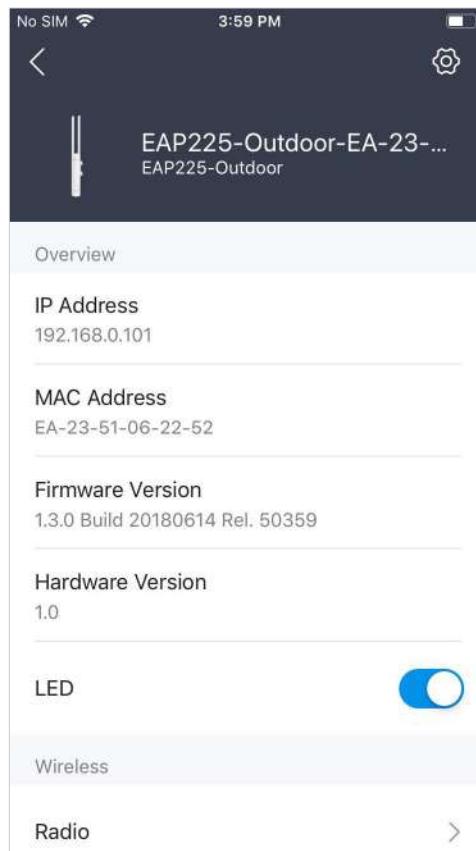 No SIM 3:59 PM
EAP225-Outdoor-EA-23-...
EAP225-Outdoor
Overview
IP Address
192.168.0.101
MAC Address
EA-23-51-06-22-52
Firmware Version
1.3.0 Build 20180614 Rel. 50359
Hardware Version
1.0
LED
Wireless
Radio